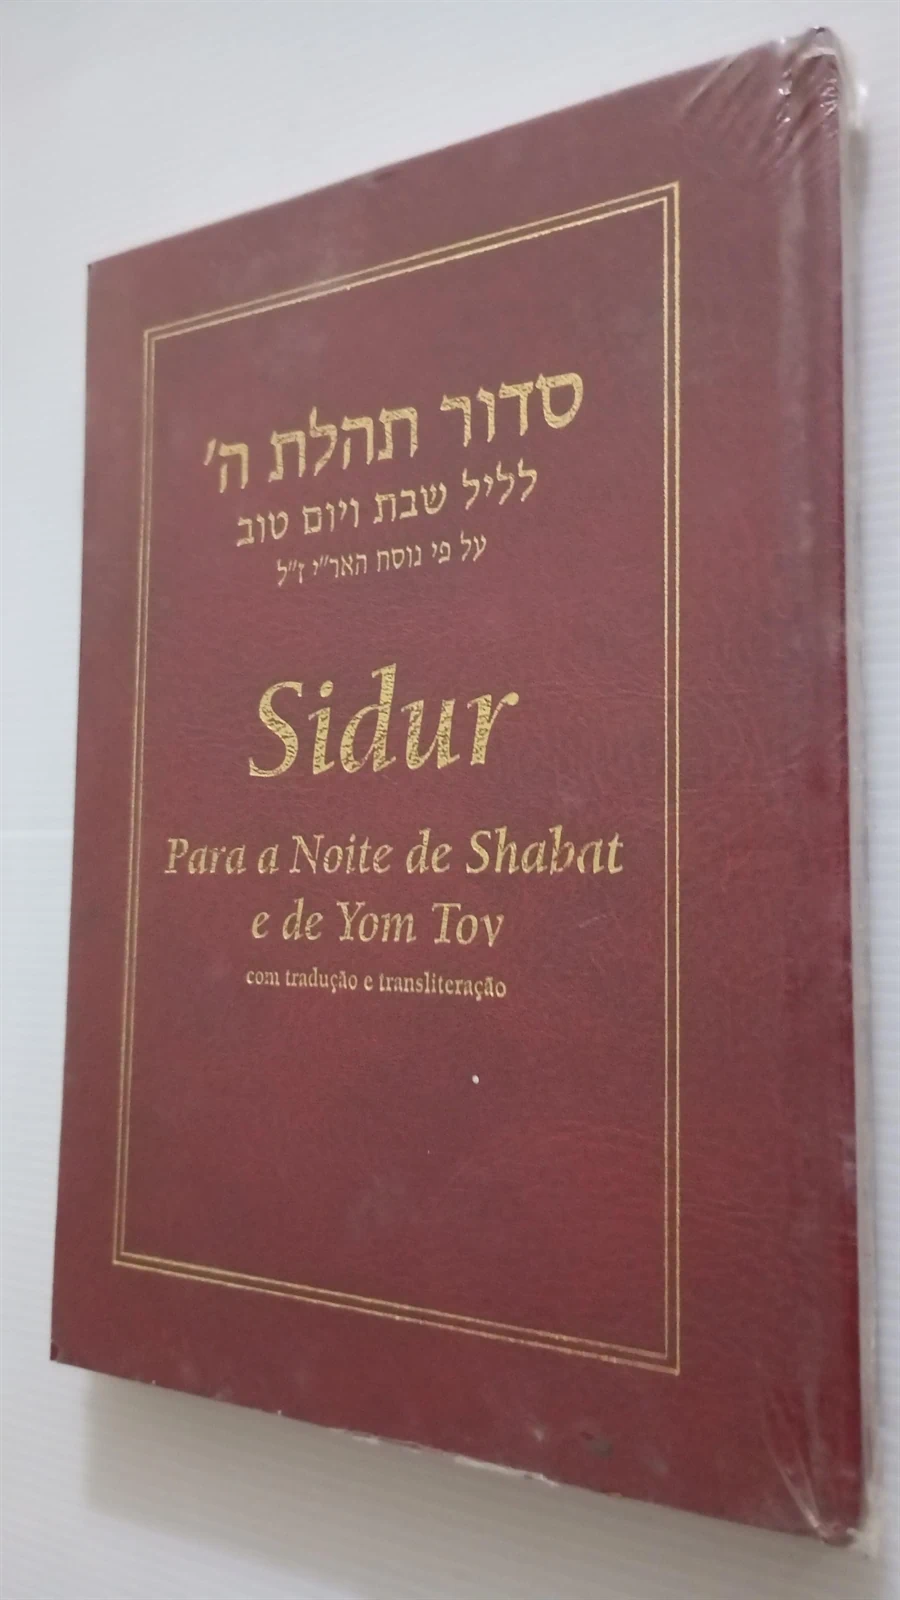 סדור תהלת ה'
לליל שבת ויום טוב
על פי נוסח האר"י ז"ל
Sidur
Para a Noite de Shabat
e de Yom Tov
com tradução e transliteração